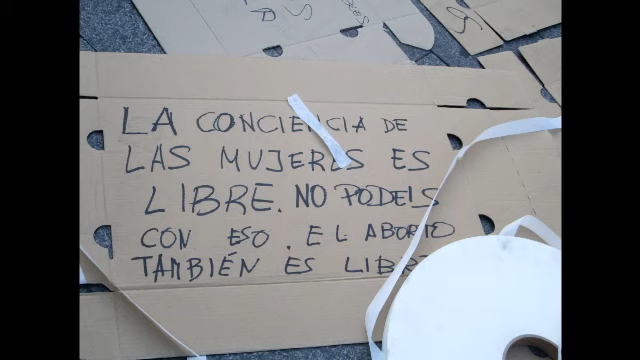 LA CONCIENCIA DE
LAS MUJERES ES
LIBRE. NO PODEIS
CON ESO. EL ABORTO
TAMBIÉN ES